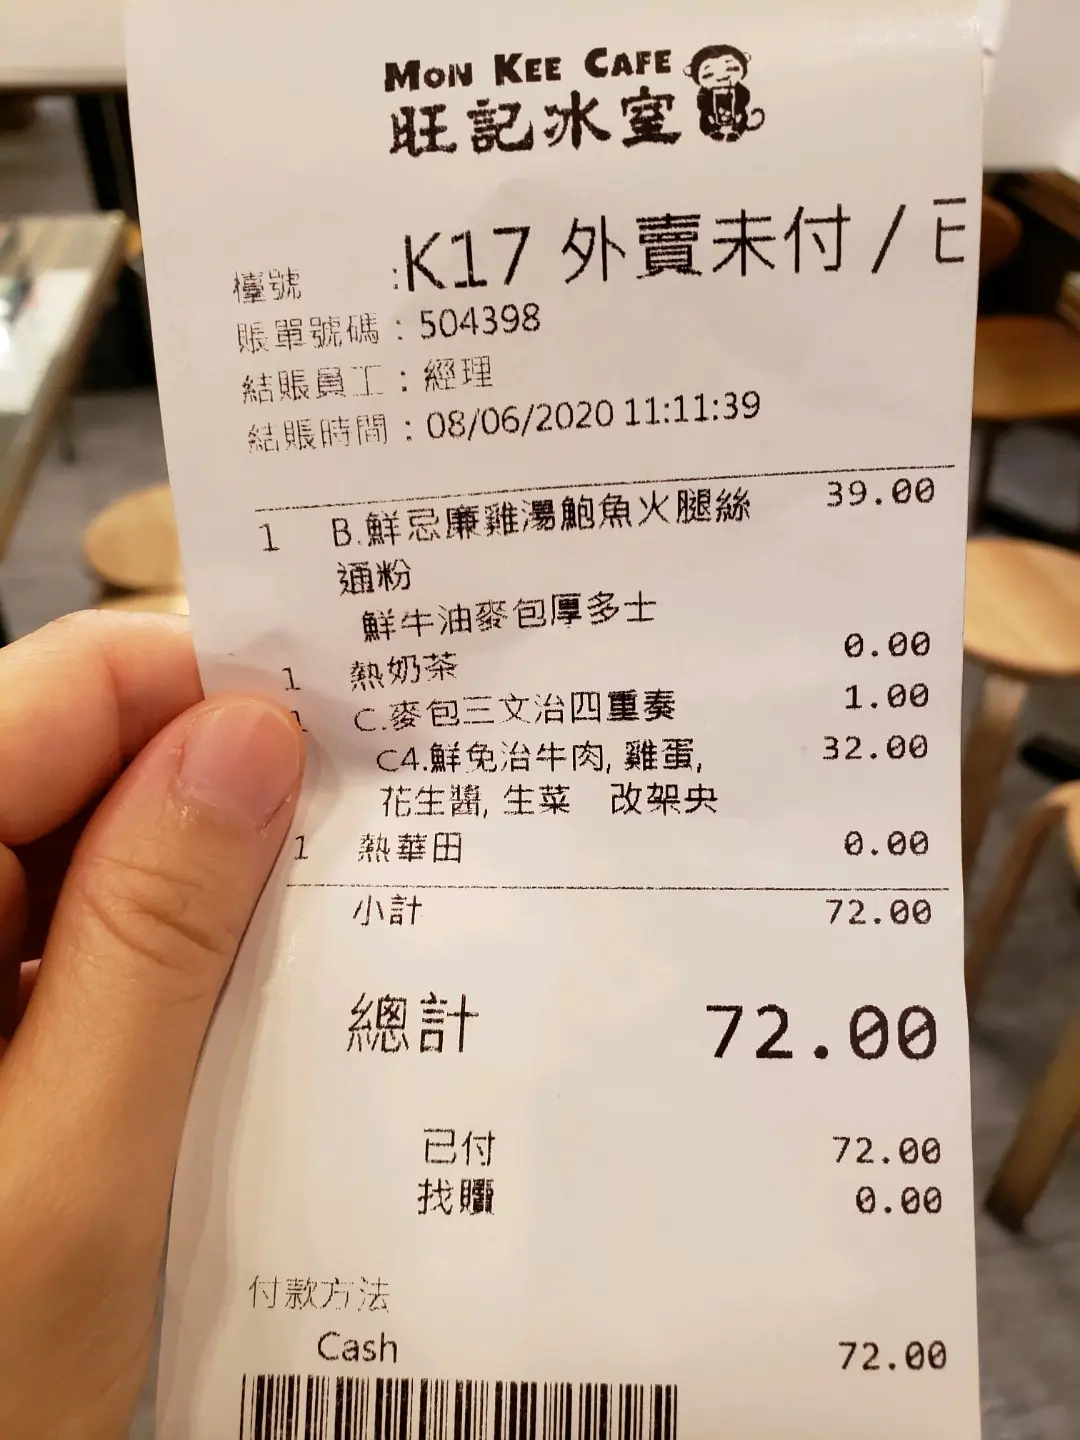 MON KEE CAFE
旺記冰室
檯號 :K17 外賣未付 /
賬單號碼 : 504398
結賬員工 : 經理
結賬時間 : 08/06/2020 11:11:39
1 B.鮮忌廉雞湯鮑魚火腿絲 39.00
通粉
鮮牛油麥包厚多士
1 熱奶茶 0.00
1 C.麥包三文治四重奏 1.00
C4.鮮免治牛肉, 雞蛋, 32.00
花生醬, 生菜 改架央
1 熱華田 0.00
小計 72.00
總計 72.00
已付 72.00
找贖 0.00
付款方法
Cash 72.00